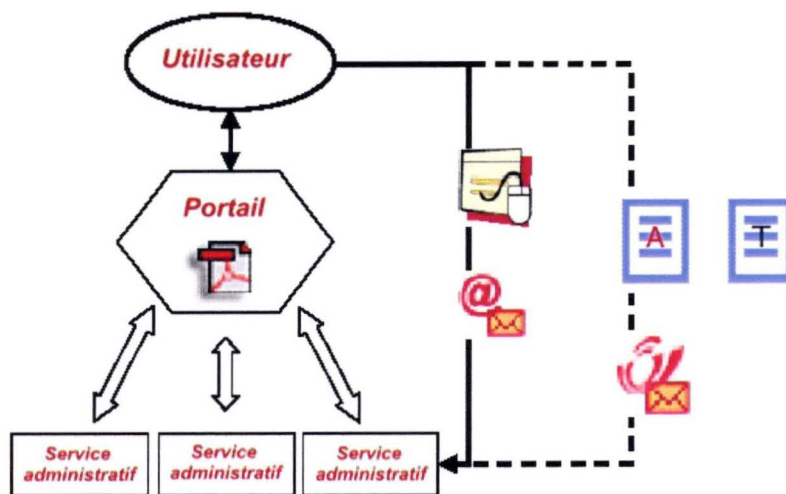 Utilisateur
Portail
@
A
T
Service
administratif
Service
administratif
Service
administratif